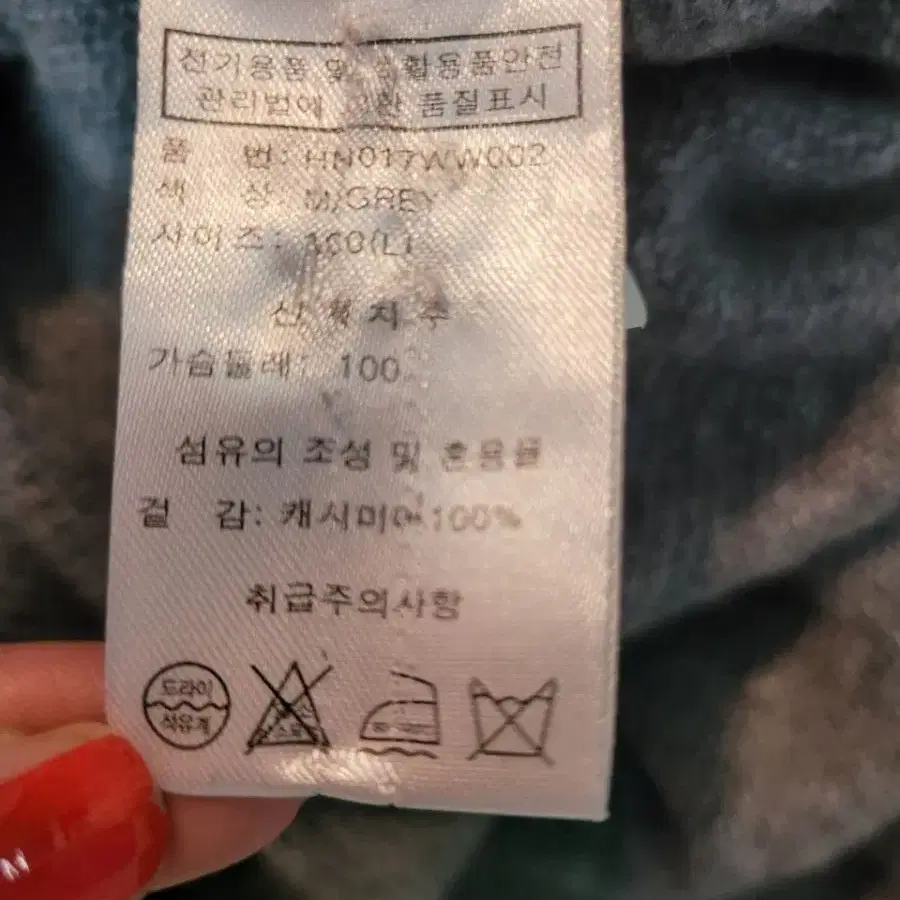 전기용품 및 생활용품안전
관리법에 의한 품질표시
품 번: HN017WW002
색 상: M/GREY
사이즈: 160(L)
신체치수
가슴둘레: 100
섬유의 조성 및 혼용율
겉 감: 캐시미어 100%
취급주의사항
드라이
석유계